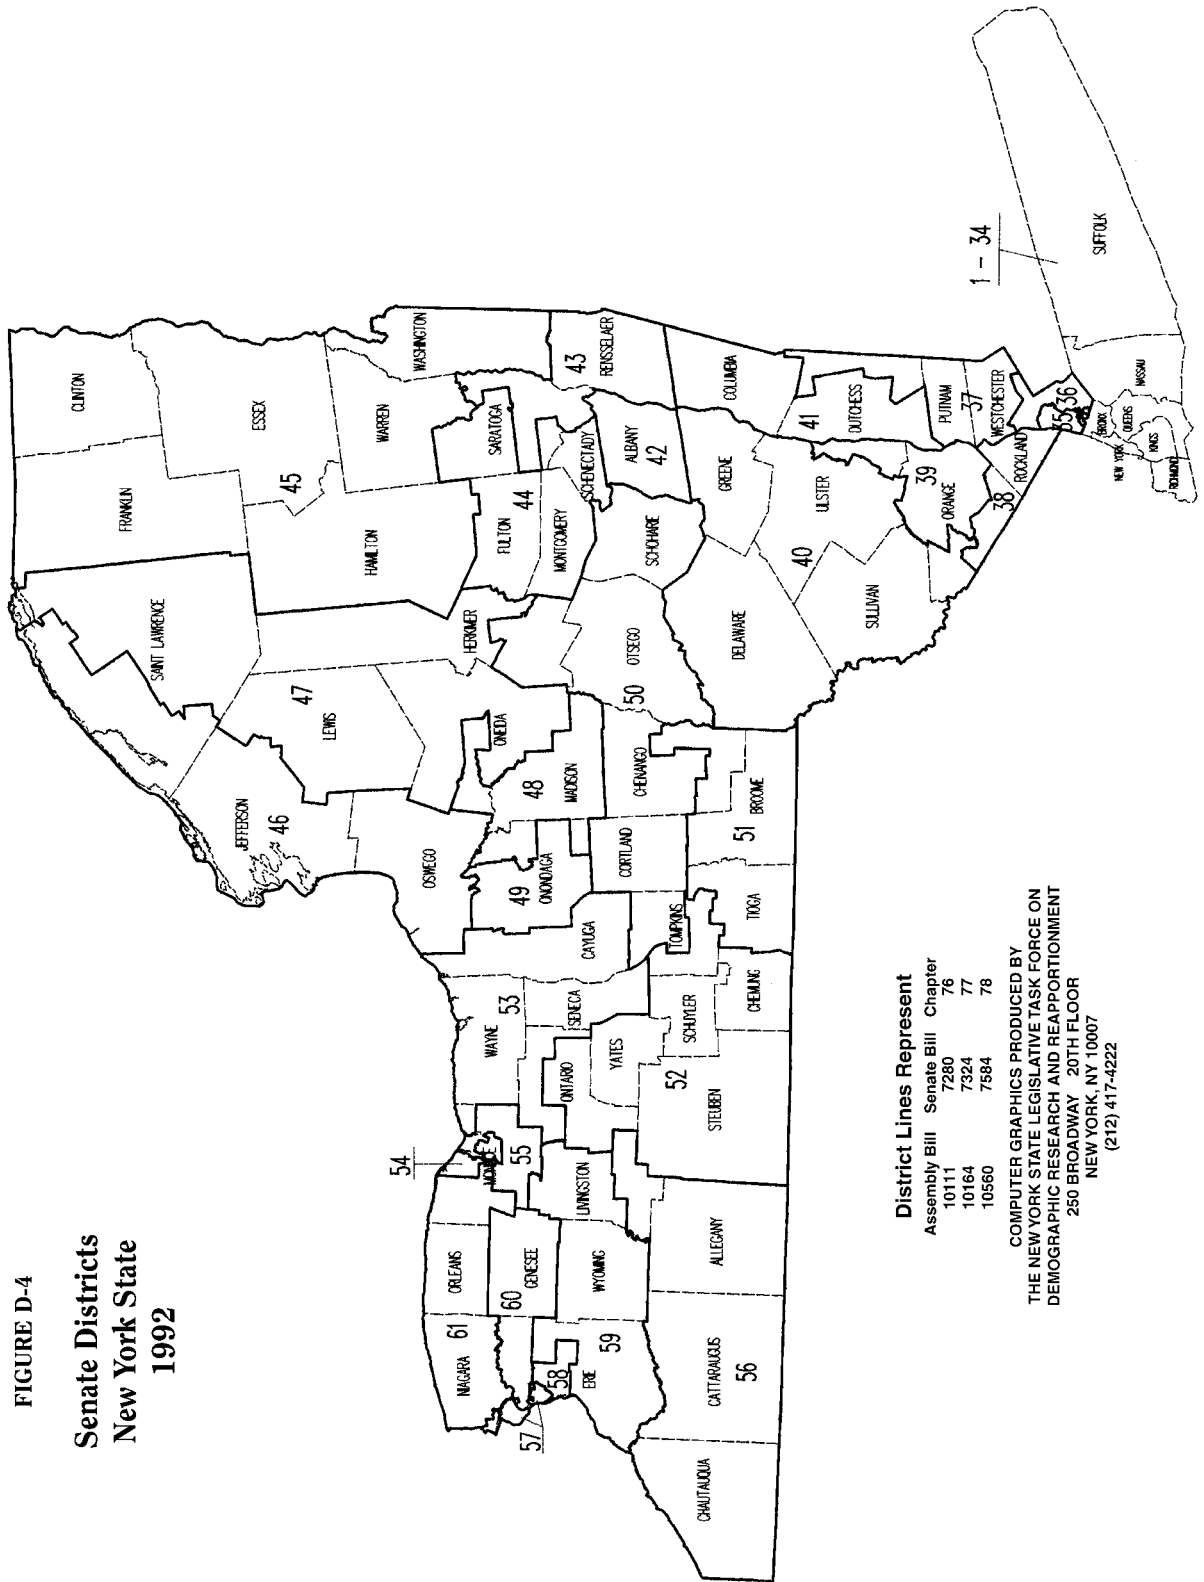 FIGURE D-4
Senate Districts
New York State
1992
CLINTON
FRANKLIN
SAINT LAWRENCE
ESSEX
45
HAMILTON
WARREN
WASHINGTON
JEFFERSON
46
LEWIS
47
OSWEGO
ONEIDA
HERKIMER
FULTON
44
SARATOGA
MONTGOMERY
SCHENECTADY
43
RENSSELAER
ALBANY
42
SCHOHARIE
OTSEGO
50
48
MADISON
49
ONONDAGA
CAYUGA
CORTLAND
CHENANGO
WAYNE
53
SENECA
ONTARIO
YATES
54
MONROE
55
LIVINGSTON
61
NIAGARA
ORLEANS
60
GENESEE
WYOMING
57
58
ERIE
59
CHAUTAUQUA
CATTARAUGUS
56
ALLEGANY
52
STEUBEN
SCHUYLER
CHEMUNG
TOMPKINS
TIOGA
51
BROOME
DELAWARE
GREENE
COLUMBIA
40
ULSTER
SULLIVAN
41
DUTCHESS
39
ORANGE
38
PUTNAM
37
WESTCHESTER
ROCKLAND
35
36
1 - 34
BRONX
NEW YORK
QUEENS
KINGS
RICHMOND
NASSAU
SUFFOLK
District Lines Represent
Assembly Bill Senate Bill Chapter
10111 7280 76
10164 7324 77
10560 7584 78
COMPUTER GRAPHICS PRODUCED BY
THE NEW YORK STATE LEGISLATIVE TASK FORCE ON
DEMOGRAPHIC RESEARCH AND REAPPORTIONMENT
250 BROADWAY 20TH FLOOR
NEW YORK, NY 10007
(212) 417-4222